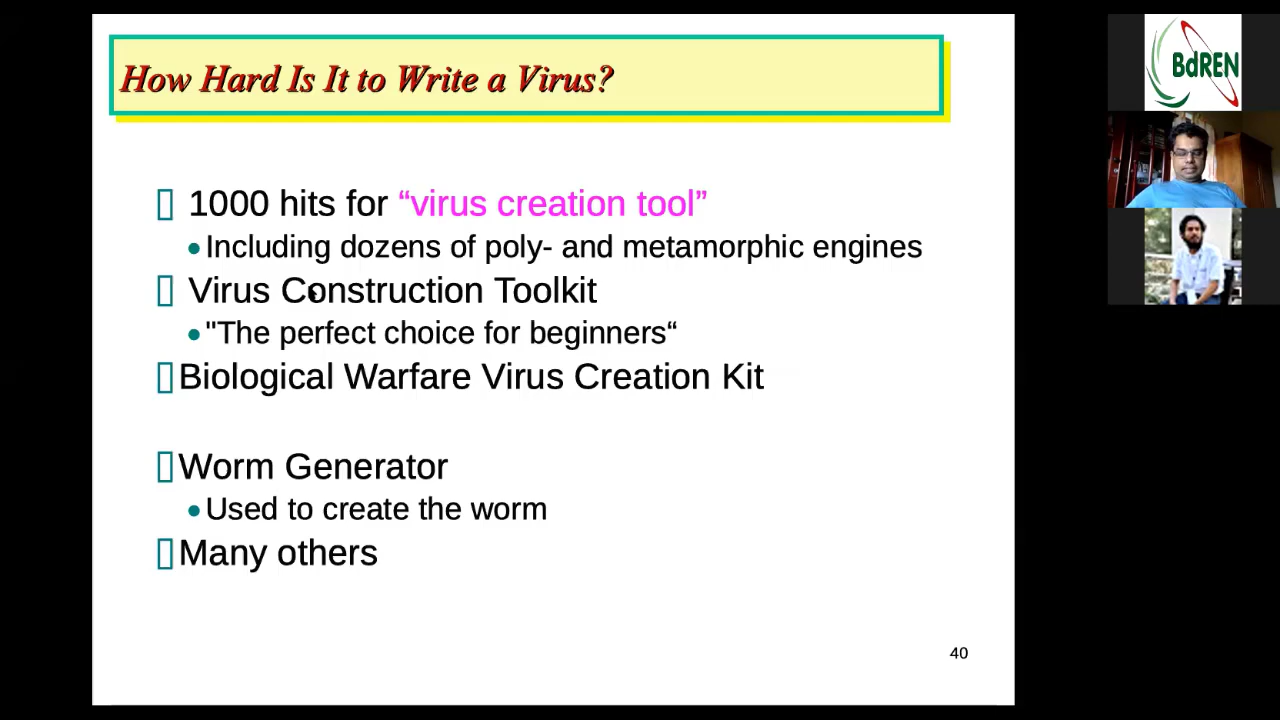 How Hard Is It to Write a Virus?
1000 hits for “virus creation tool”
Including dozens of poly- and metamorphic engines
Virus Construction Toolkit
"The perfect choice for beginners“
Biological Warfare Virus Creation Kit
Worm Generator
Used to create the worm
Many others
40
BdREN